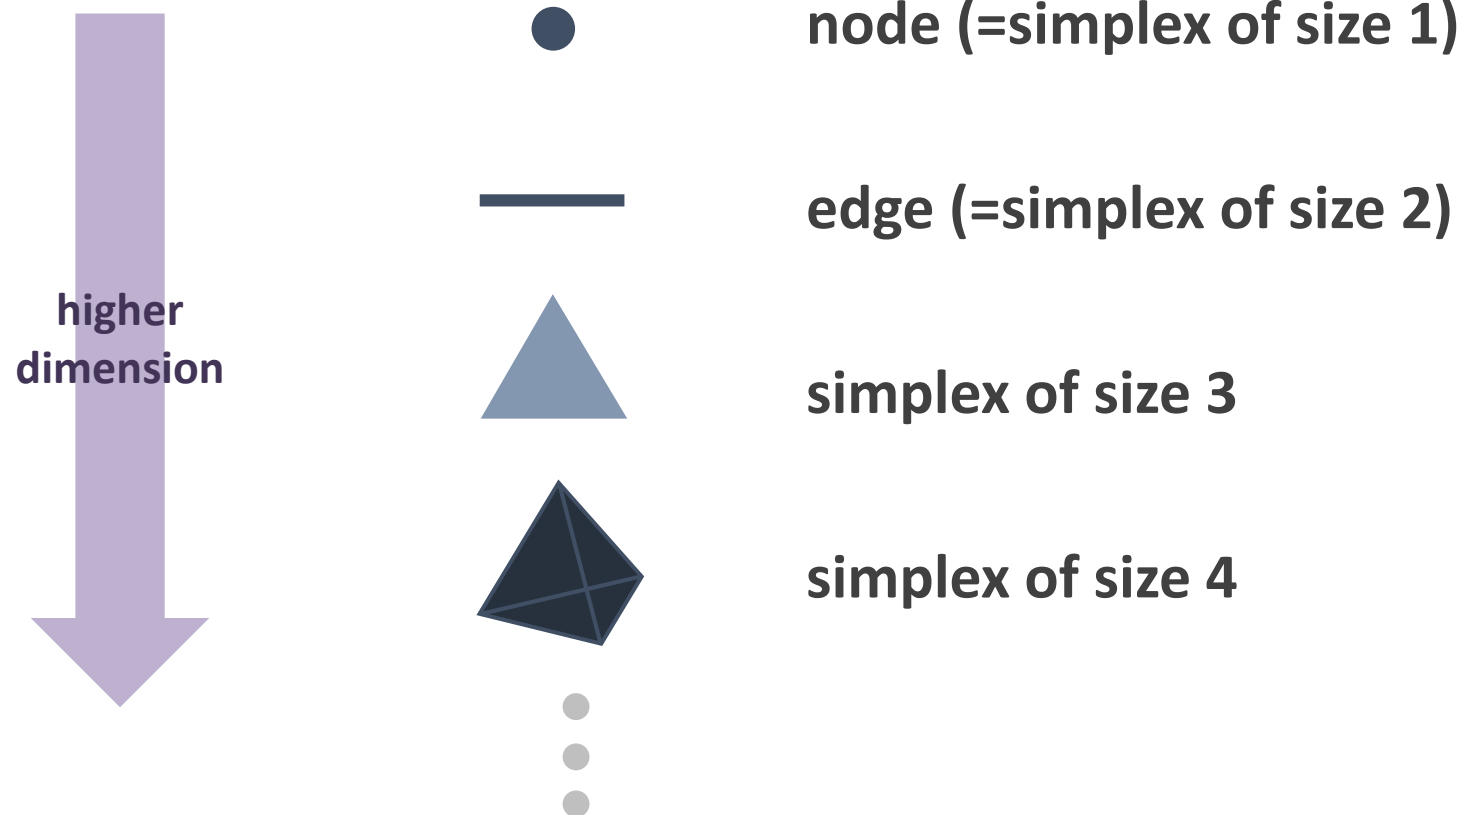 node (=simplex of size 1)
edge (=simplex of size 2)
higher
dimension
simplex of size 3
simplex of size 4